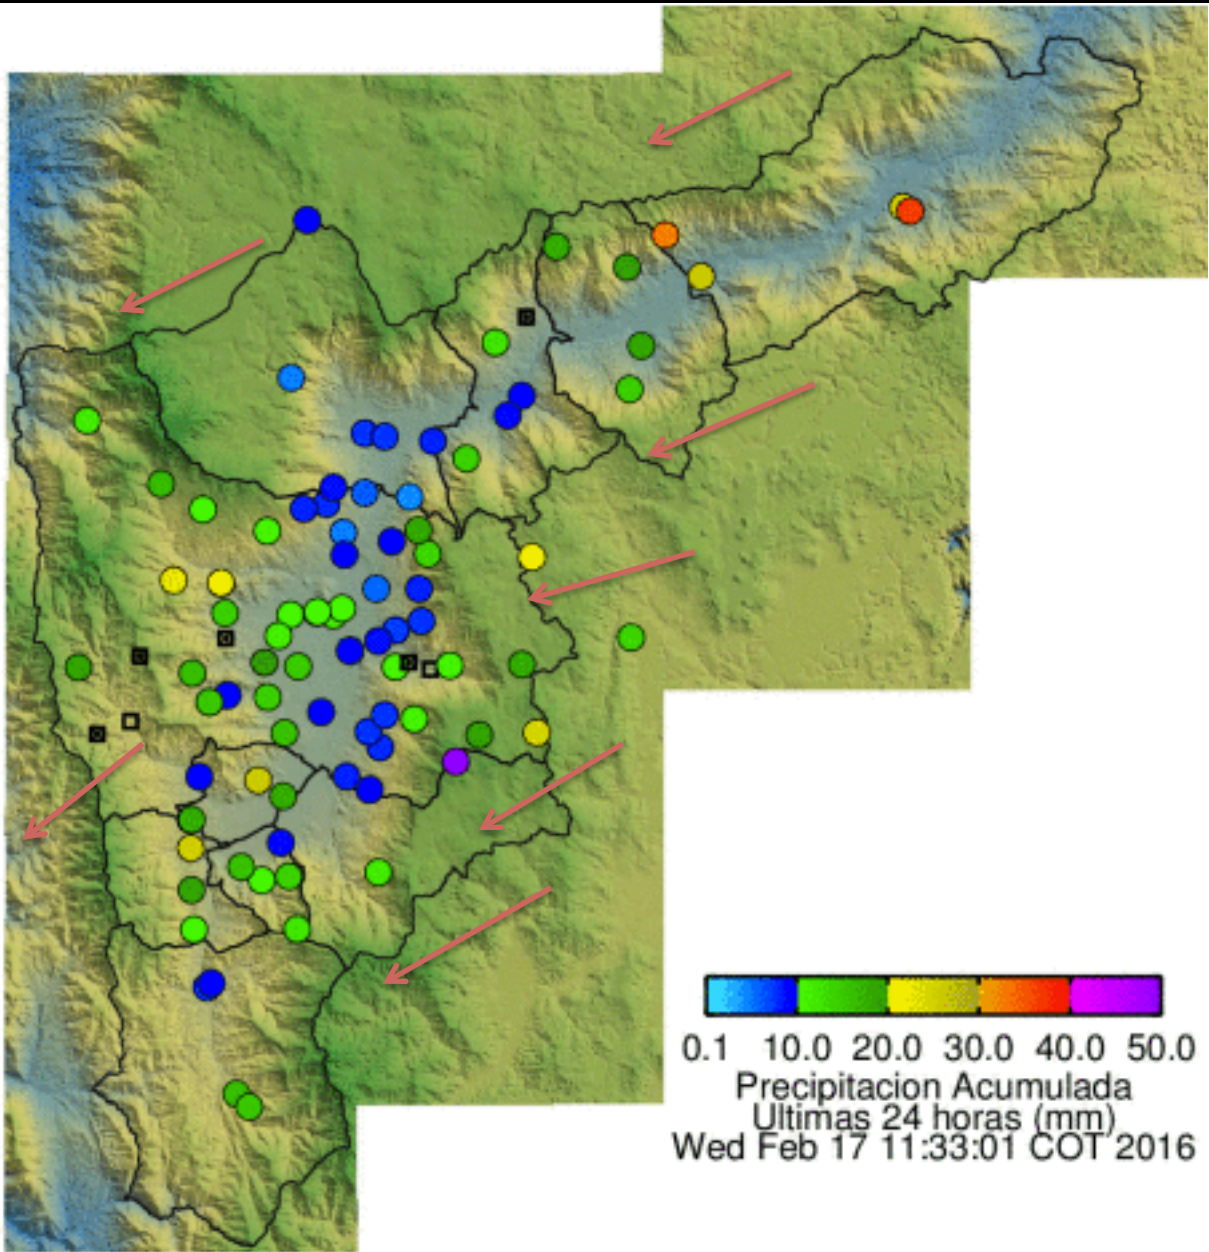 0.1 10.0 20.0 30.0 40.0 50.0
Precipitacion Acumulada
Ultimas 24 horas (mm)
Wed Feb 17 11:33:01 COT 2016